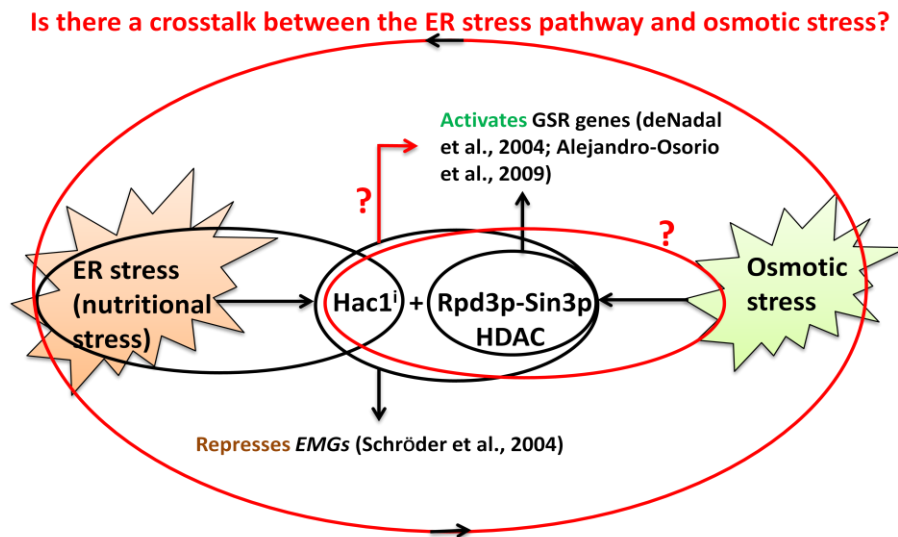 Is there a crosstalk between the ER stress pathway and osmotic stress?
Activates GSR genes (deNadal
et al., 2004; Alejandro-Osorio
et al., 2009)
?
?
ER stress
(nutritional
stress)
Hac1ⁱ + Rpd3p-Sin3p
HDAC
Osmotic
stress
Represses EMGs (Schröder et al., 2004)